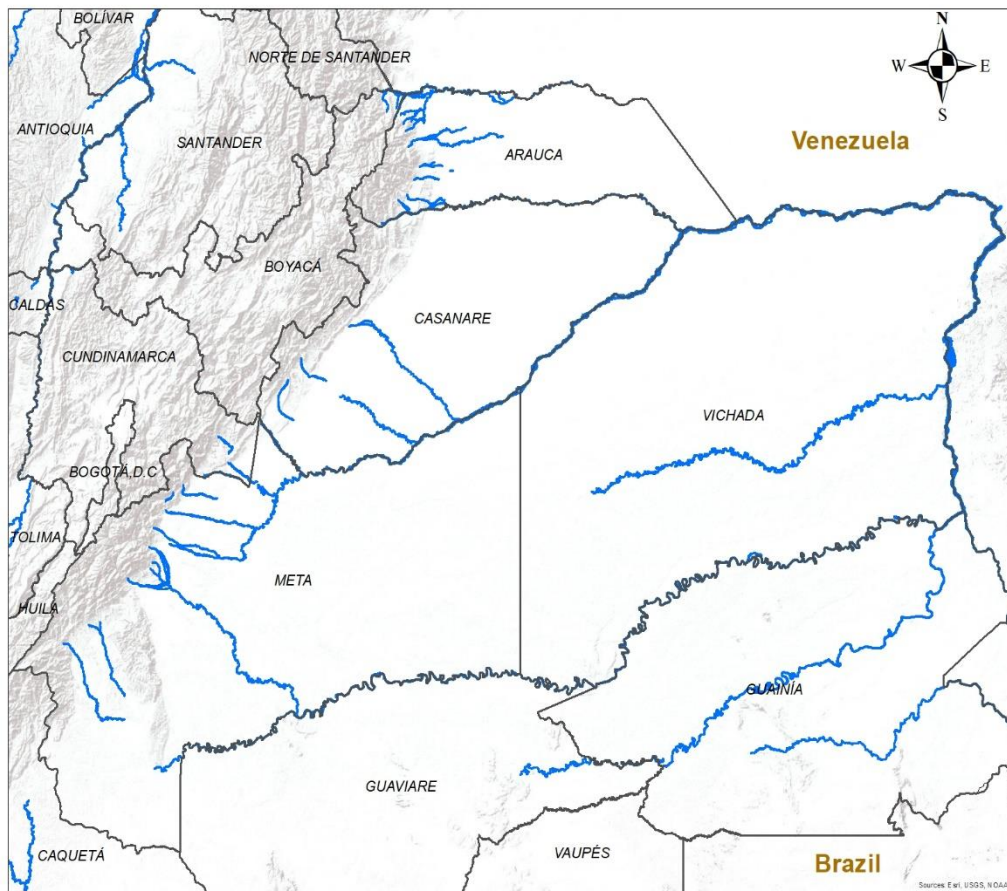 BOLÍVAR
N
NORTE DE SANTANDER
W
E
S
ANTIOQUIA
SANTANDER
ARAUCA
Venezuela
BOYACÁ
CALDAS
CASANARE
CUNDINAMARCA
VICHADA
BOGOTÁ,D.C
TOLIMA
META
HUILA
GUAINÍA
GUAVIARE
CAQUETÁ
VAUPÉS
Brazil
Sources: Esri, USGS, NOAA